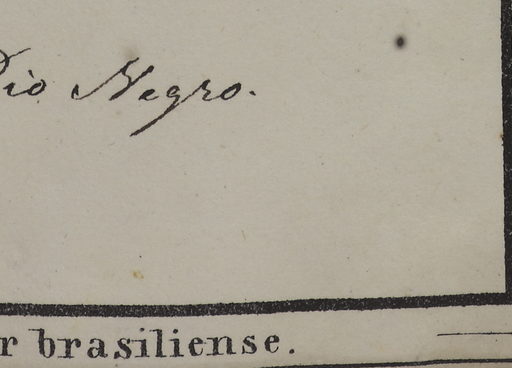 Rio Negro.
r brasiliense.